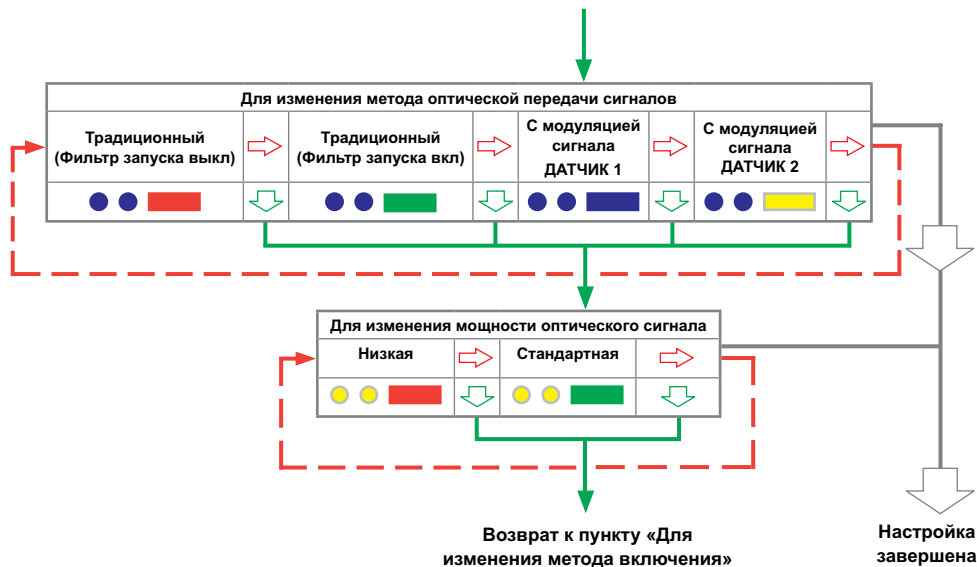 Для изменения метода оптической передачи сигналов
Традиционный
(Фильтр запуска выкл)
Традиционный
(Фильтр запуска вкл)
С модуляцией
сигнала
ДАТЧИК 1
С модуляцией
сигнала
ДАТЧИК 2
Для изменения мощности оптического сигнала
Низкая
Стандартная
Возврат к пункту «Для
изменения метода включения»
Настройка
завершена